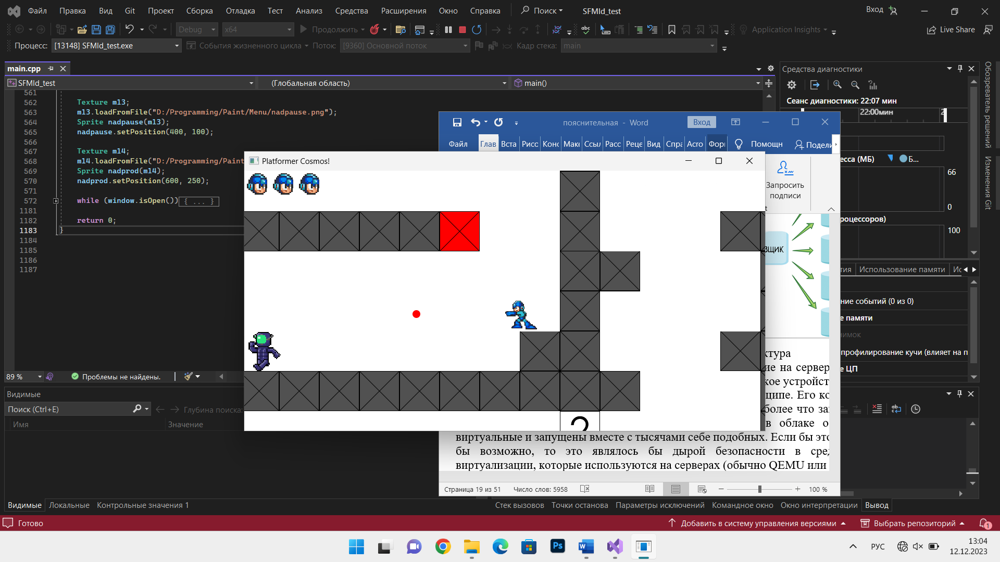 Файл Правка Вид Git Проект Сборка Отладка Тест Анализ Средства Расширения Окно Справка Поиск SFMld_test Вход
Debug x64 Продолжить Application Insights Live Share
Процесс: [13148] SFMld_test.exe События жизненного цикла Поток: [9360] Основной поток Кадр стека: main
main.cpp
SFMld_test (Глобальная область) main()
561
562 Texture m13;
563 m13.loadFromFile("D:/Programming/Paint/Menu/nadpause.png");
564 Sprite nadpause(m13);
565 nadpause.setPosition(400, 100);
566
567 Texture m14;
568 m14.loadFromFile("D:/Programming/Paint
569 Sprite nadprod(m14);
570 nadprod.setPosition(600, 250);
571
572 while (window.isOpen()) { ... }
1181
1182 return 0;
1183 }
1184
1185
1186
1187
89 % Проблемы не найдены.
Средства диагностики
Сеанс диагностики: 22:07 мин
22:00мин 2
есса (МБ) Б...
66
0
роцессоров)
100
тия Использование памяти Ис
ние событий (0 из 0)
е памяти
нимок
профилирование кучи (влияет на п
е ЦП
Обозреватель решений
Изменения Git
пояснительная - Word Вход
Файл Глав Вста Рисс Конс Маке Ссыл Расс Реце Вид Спра Acro Форм Помощн Подели
Запросить
подписи
Platformer Cosmos!
?
вщик
ктура
ие на сервер
кое устройст
ципе. Его ко
более что за
в облаке о
виртуальные и запущены вместе с тысячами себе подобных. Если бы это
бы возможно, то это являлось бы дырой безопасности в сред
виртуализации, которые используются на серверах (обычно QEMU или
Страница 19 из 51 Число слов: 5958 100 %
Видимые
Поиск (Ctrl+E) Глубина поиска:
Имя Значение
Видимые Локальные Контрольные значения 1
Стек вызовов Точки останова Параметры исключений Командное окно Окно интерпретации Вывод
Готово Добавить в систему управления версиями Выбрать репозиторий 1
Ps W РУС 13:04
12.12.2023